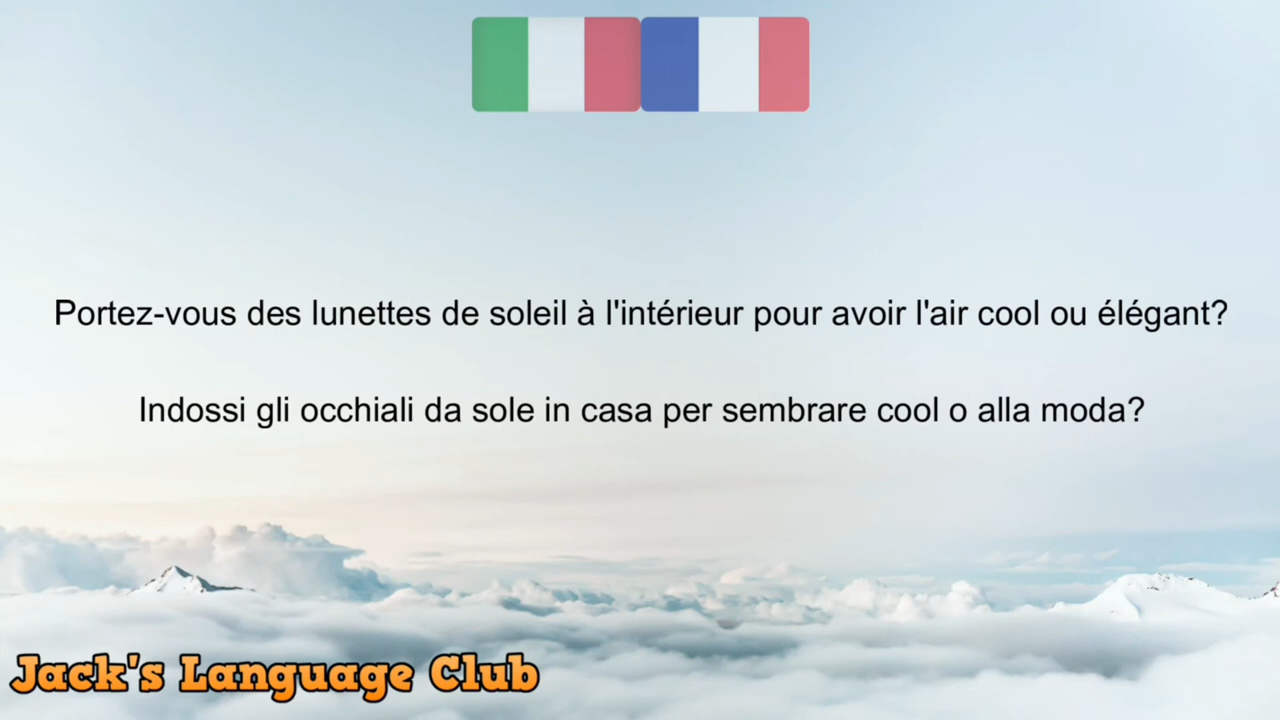 Portez-vous des lunettes de soleil à l'intérieur pour avoir l'air cool ou élégant?
Indossi gli occhiali da sole in casa per sembrare cool o alla moda?
Jack's Language Club